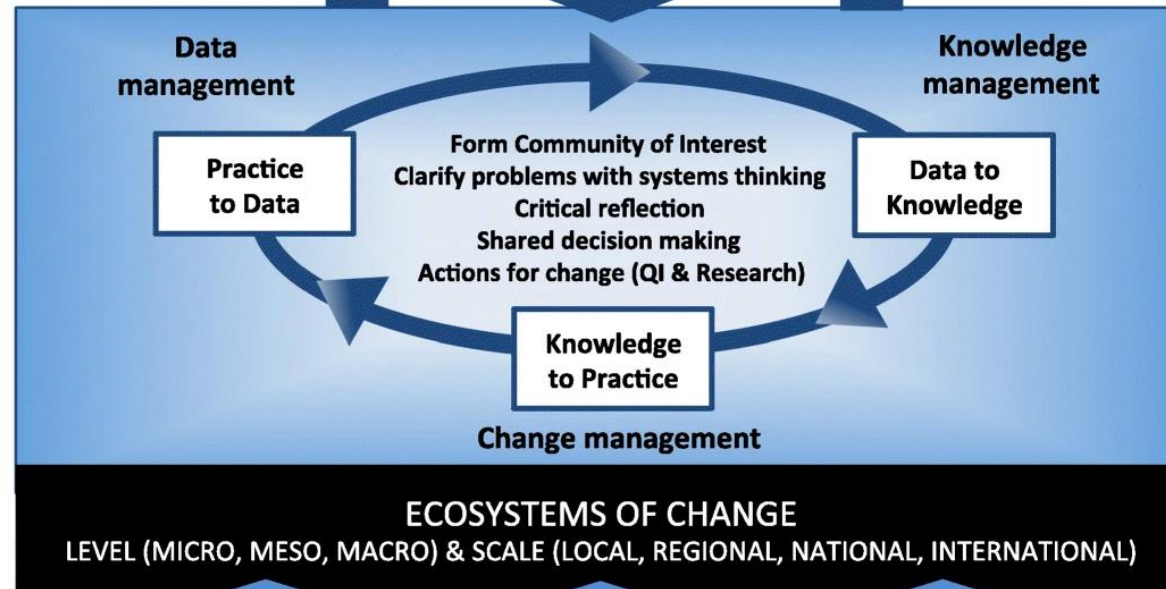 Data
management
Knowledge
management
Practice
to Data
Form Community of Interest
Clarify problems with systems thinking
Critical reflection
Shared decision making
Actions for change (QI & Research)
Data to
Knowledge
Knowledge
to Practice
Change management
ECOSYSTEMS OF CHANGE
LEVEL (MICRO, MESO, MACRO) & SCALE (LOCAL, REGIONAL, NATIONAL, INTERNATIONAL)